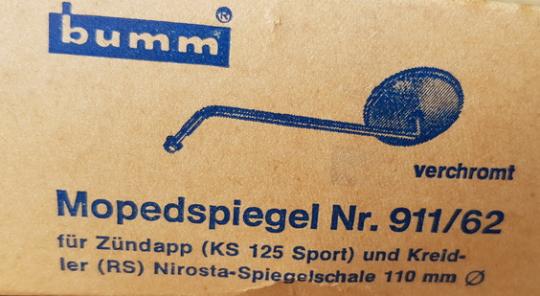 bumm®
verchromt
Mopedspiegel Nr. 911/62
für Zündapp (KS 125 Sport) und Kreid-
ler (RS) Nirosta-Spiegelschale 110 mm Ø